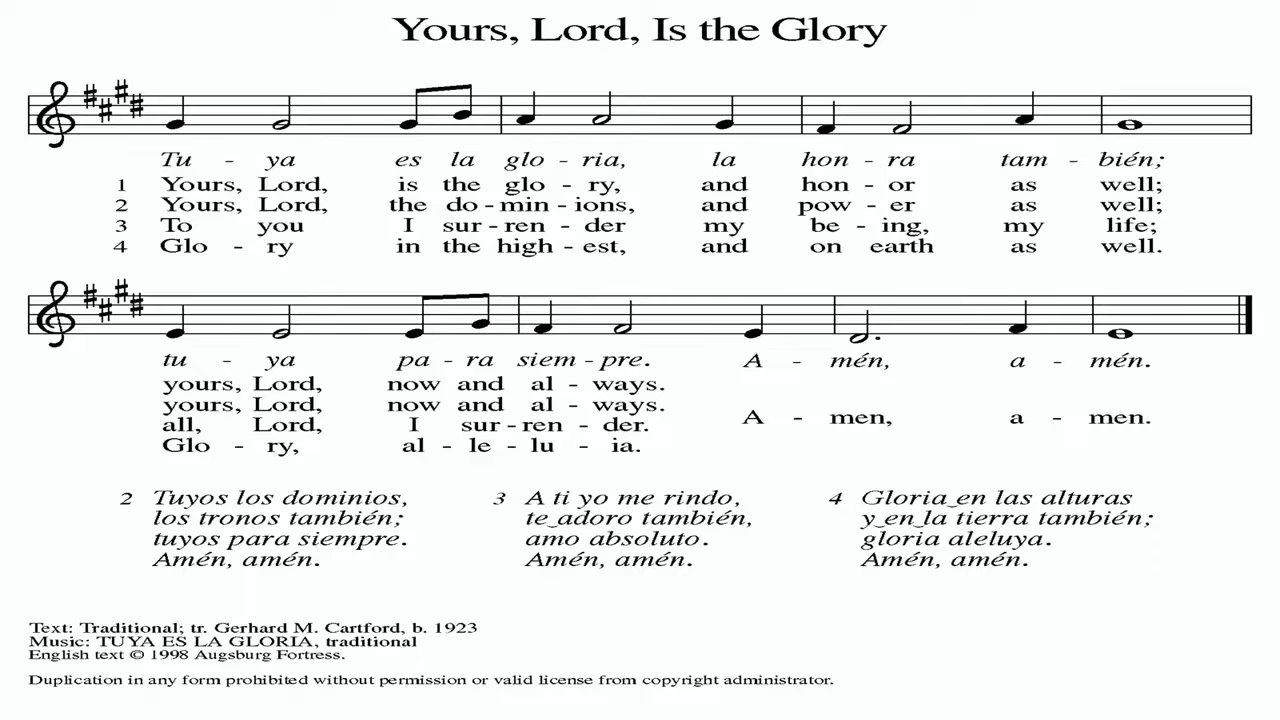 Yours, Lord, Is the Glory
Tu - ya es la glo - ria, la hon - ra tam - bién;
1 Yours, Lord, is the glo - ry, and hon - or as well;
2 Yours, Lord, the do - min - ions, and pow - er as well;
3 To you I sur - ren - der my be - ing, my life;
4 Glo - ry in the high - est, and on earth as well.
tu - ya pa - ra siem - pre. A - mén, a - mén.
yours, Lord, now and al - ways.
yours, Lord, now and al - ways.
A - men, a - men.
all, Lord, I sur - ren - der.
Glo - ry, al - le - lu - ia.
2 Tuyos los dominios,
los tronos también;
tuyos para siempre.
Amén, amén.
3 A ti yo me rindo,
te‿adoro también,
amo absoluto.
Amén, amén.
4 Gloria‿en las alturas
y‿en‿la tierra también;
gloria aleluya.
Amén, amén.
Text: Traditional; tr. Gerhard M. Cartford, b. 1923
Music: TUYA ES LA GLORIA, traditional
English text © 1998 Augsburg Fortress.
Duplication in any form prohibited without permission or valid license from copyright administrator.